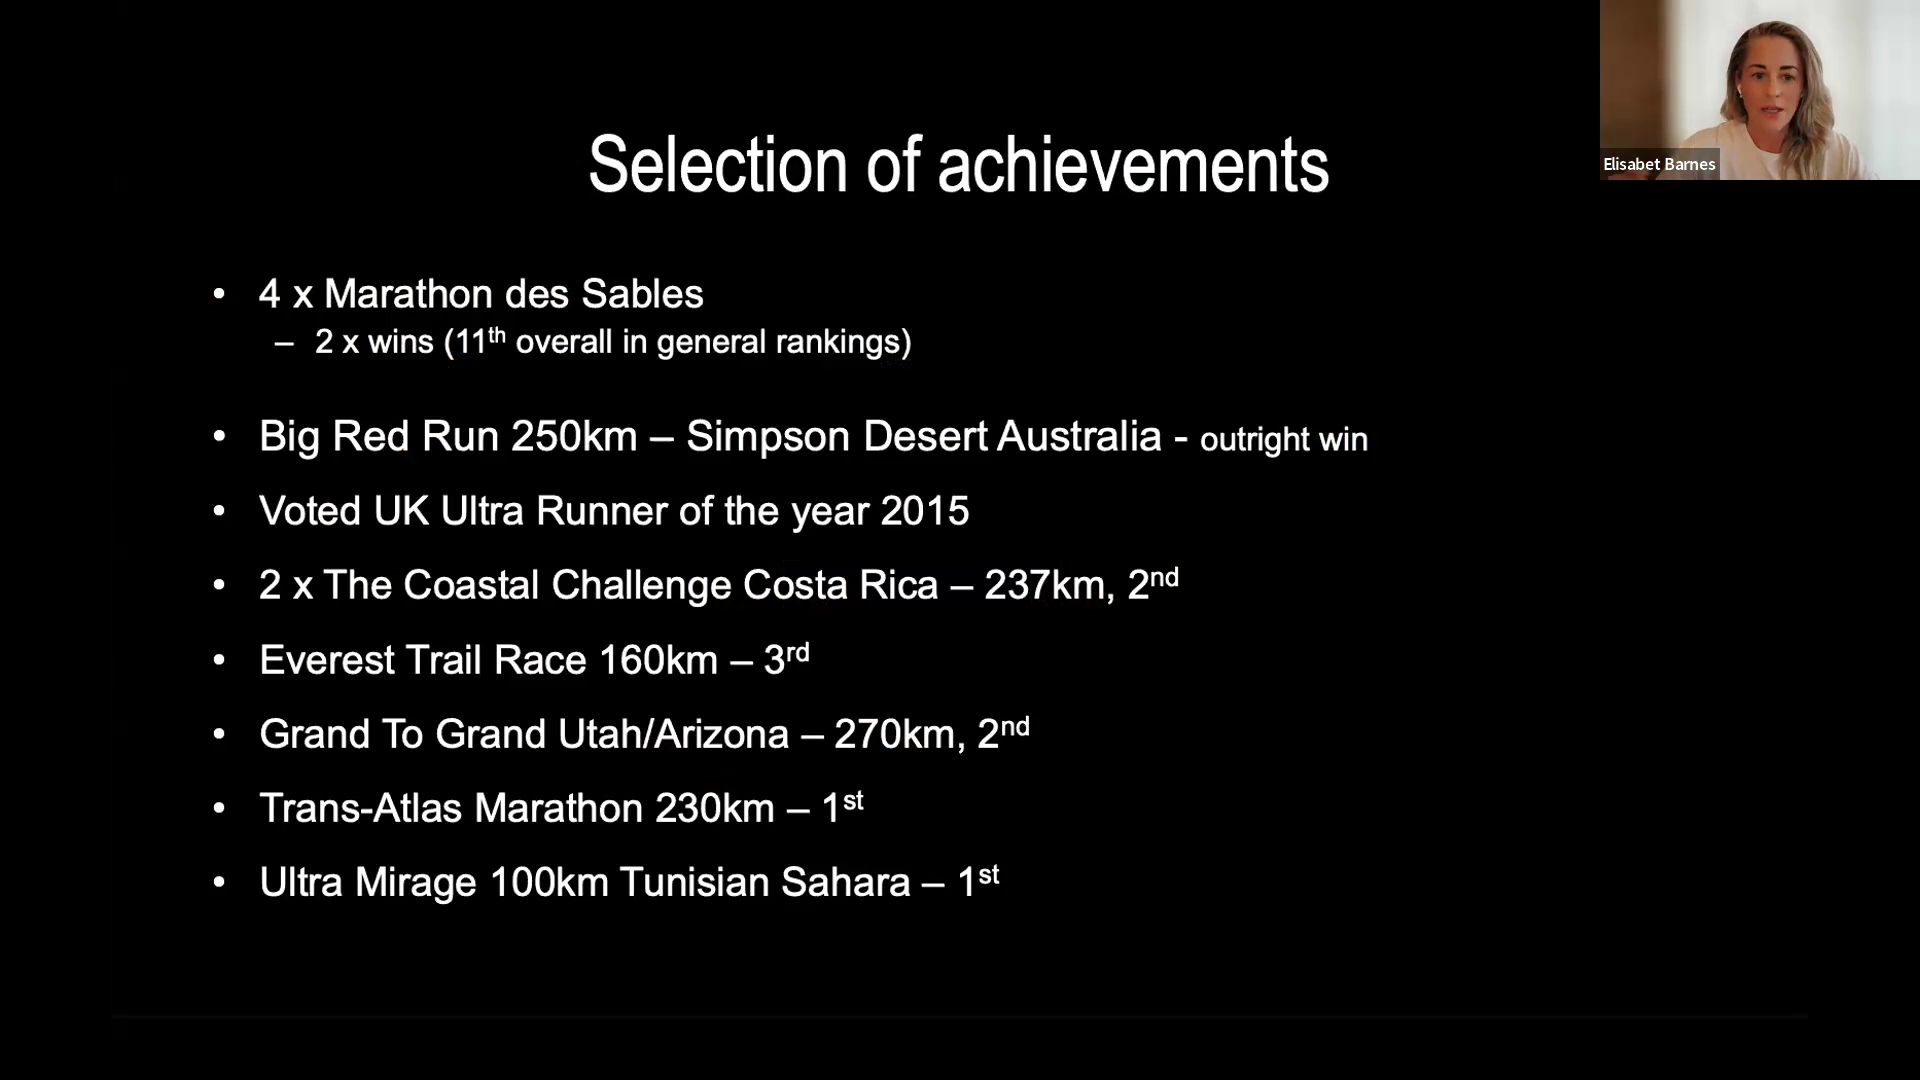 Selection of achievements
• 4 x Marathon des Sables
– 2 x wins (11th overall in general rankings)
• Big Red Run 250km – Simpson Desert Australia - outright win
• Voted UK Ultra Runner of the year 2015
• 2 x The Coastal Challenge Costa Rica – 237km, 2nd
• Everest Trail Race 160km – 3rd
• Grand To Grand Utah/Arizona – 270km, 2nd
• Trans-Atlas Marathon 230km – 1st
• Ultra Mirage 100km Tunisian Sahara – 1st
Elisabet Barnes